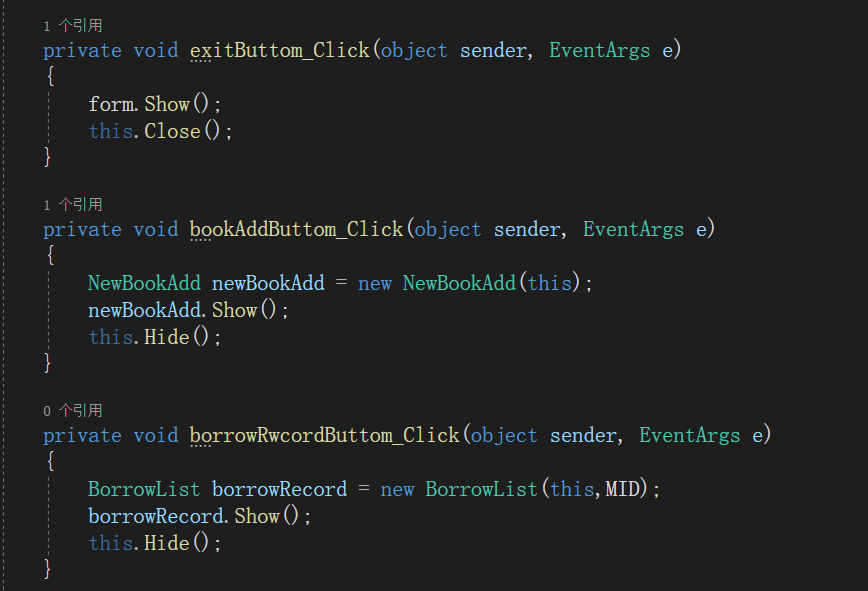 1 个引用
private void exitButtom_Click(object sender, EventArgs e)
{
form.Show();
this.Close();
}
1 个引用
private void bookAddButtom_Click(object sender, EventArgs e)
{
NewBookAdd newBookAdd = new NewBookAdd(this);
newBookAdd.Show();
this.Hide();
}
0 个引用
private void borrowRwcordButtom_Click(object sender, EventArgs e)
{
BorrowList borrowRecord = new BorrowList(this,MID);
borrowRecord.Show();
this.Hide();
}